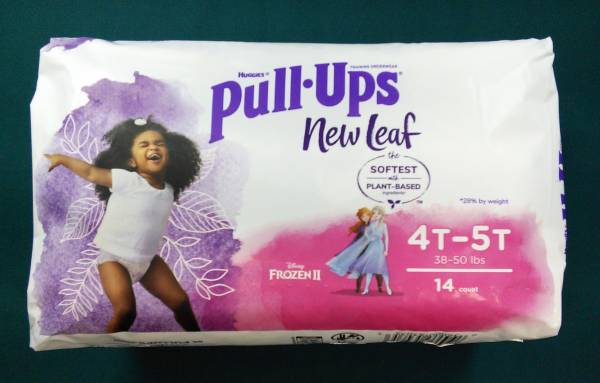 HUGGIES®
TRAINING UNDERWEAR
Pull·Ups®
New Leaf
the
SOFTEST
with
PLANT-BASED
ingredients*
™
*28% by weight
4T-5T
38-50 lbs
14 count
Disney
FROZEN II